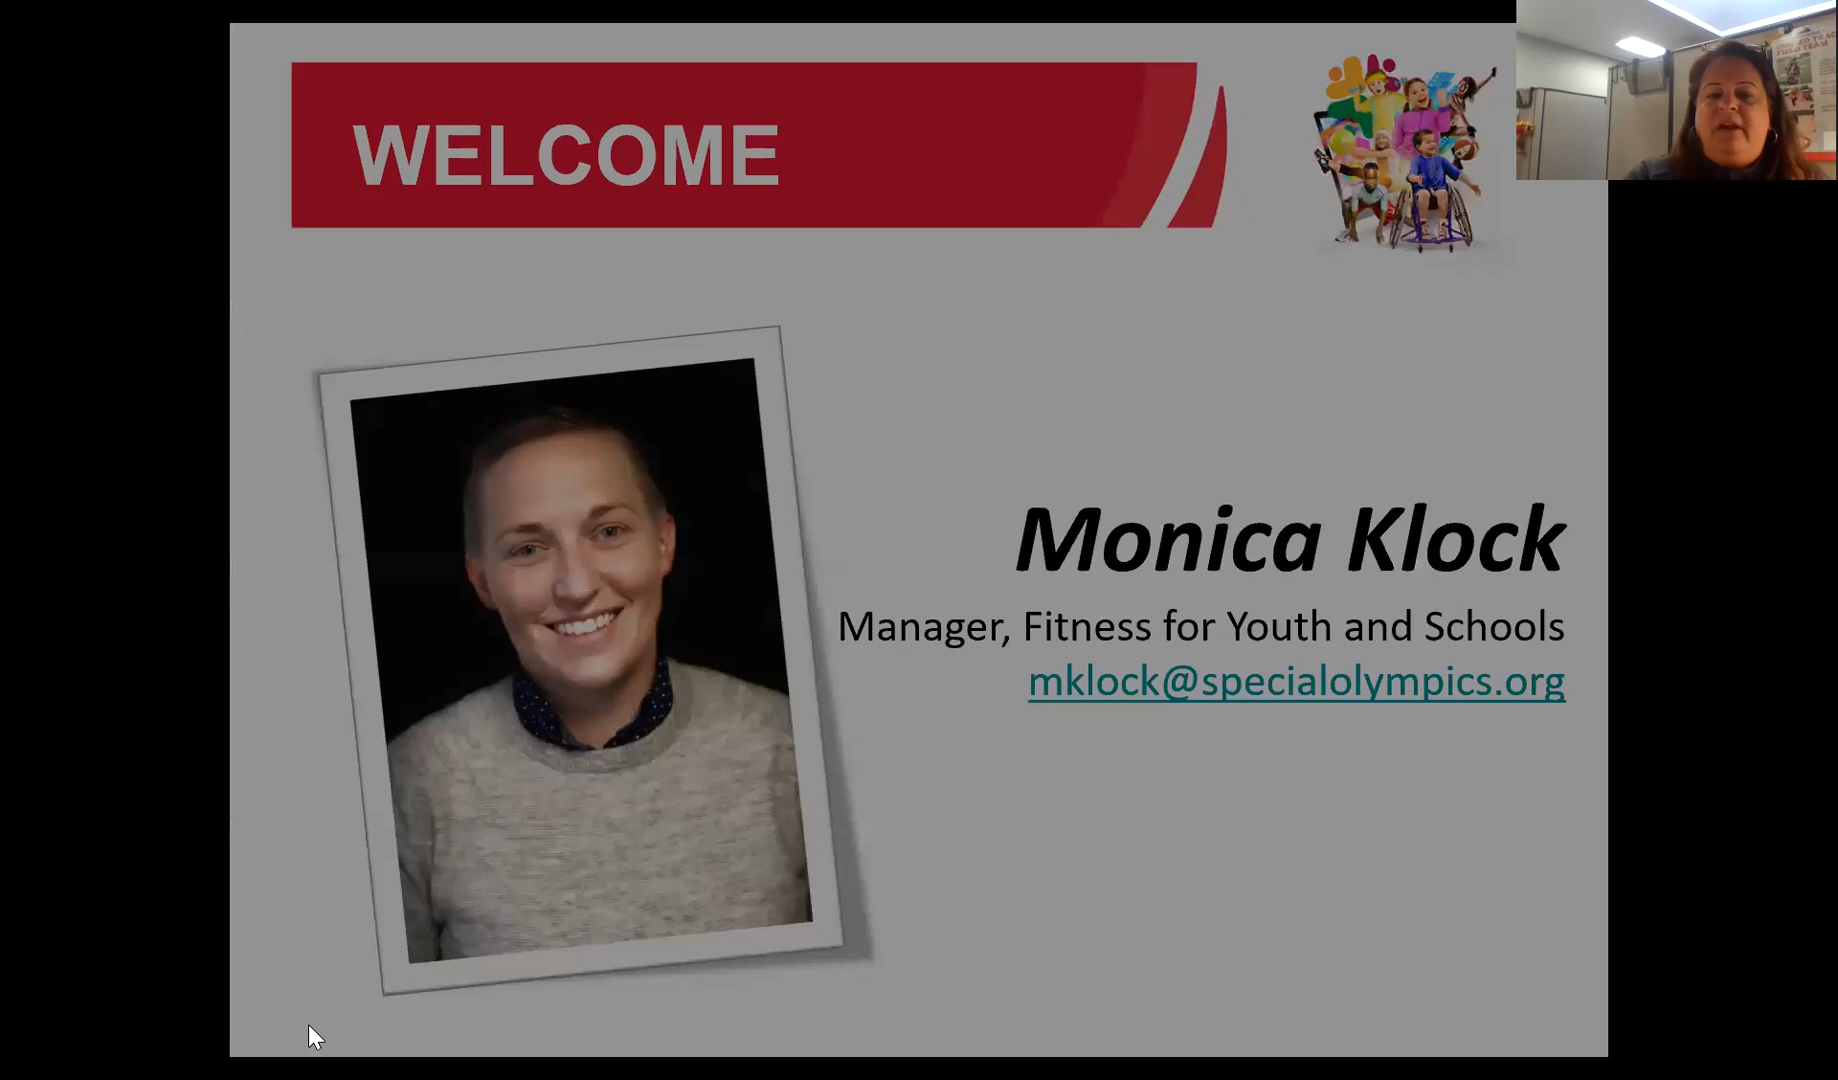 WELCOME
Monica Klock
Manager, Fitness for Youth and Schools
mklock@specialolympics.org